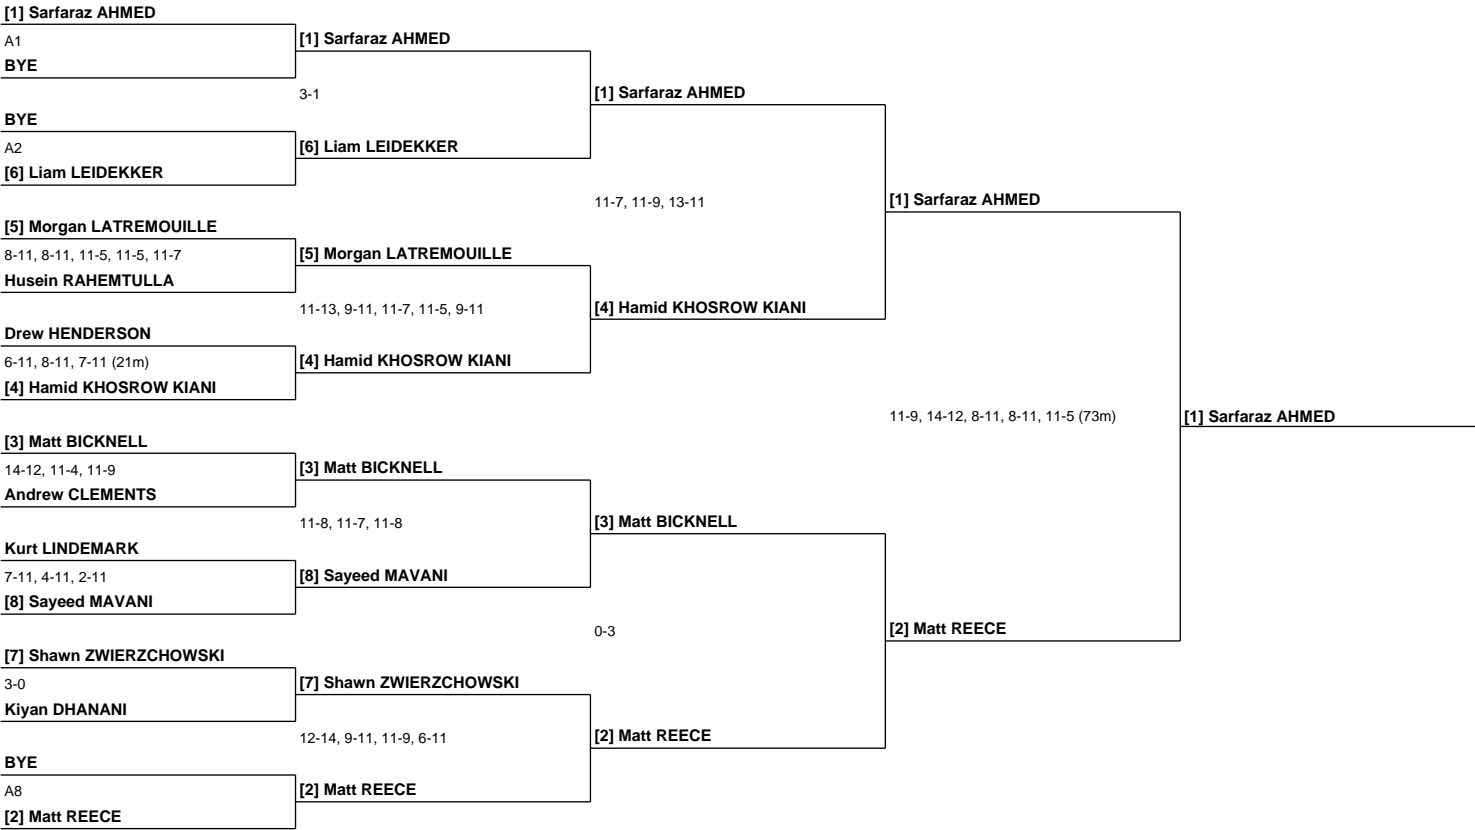 [1] Sarfaraz AHMED
A1
BYE
BYE
A2
[6] Liam LEIDEKKER
[5] Morgan LATREMOUILLE
8-11, 8-11, 11-5, 11-5, 11-7
Husein RAHEMTULLA
Drew HENDERSON
6-11, 8-11, 7-11 (21m)
[4] Hamid KHOSROW KIANI
[3] Matt BICKNELL
14-12, 11-4, 11-9
Andrew CLEMENTS
Kurt LINDEMARK
7-11, 4-11, 2-11
[8] Sayeed MAVANI
[7] Shawn ZWIERZCHOWSKI
3-0
Kiyan DHANANI
BYE
A8
[2] Matt REECE
[1] Sarfaraz AHMED
3-1
[6] Liam LEIDEKKER
[5] Morgan LATREMOUILLE
11-13, 9-11, 11-7, 11-5, 9-11
[4] Hamid KHOSROW KIANI
[3] Matt BICKNELL
11-8, 11-7, 11-8
[8] Sayeed MAVANI
[7] Shawn ZWIERZCHOWSKI
12-14, 9-11, 11-9, 6-11
[2] Matt REECE
[1] Sarfaraz AHMED
11-7, 11-9, 13-11
[4] Hamid KHOSROW KIANI
[3] Matt BICKNELL
0-3
[2] Matt REECE
[1] Sarfaraz AHMED
11-9, 14-12, 8-11, 8-11, 11-5 (73m)
[2] Matt REECE
[1] Sarfaraz AHMED